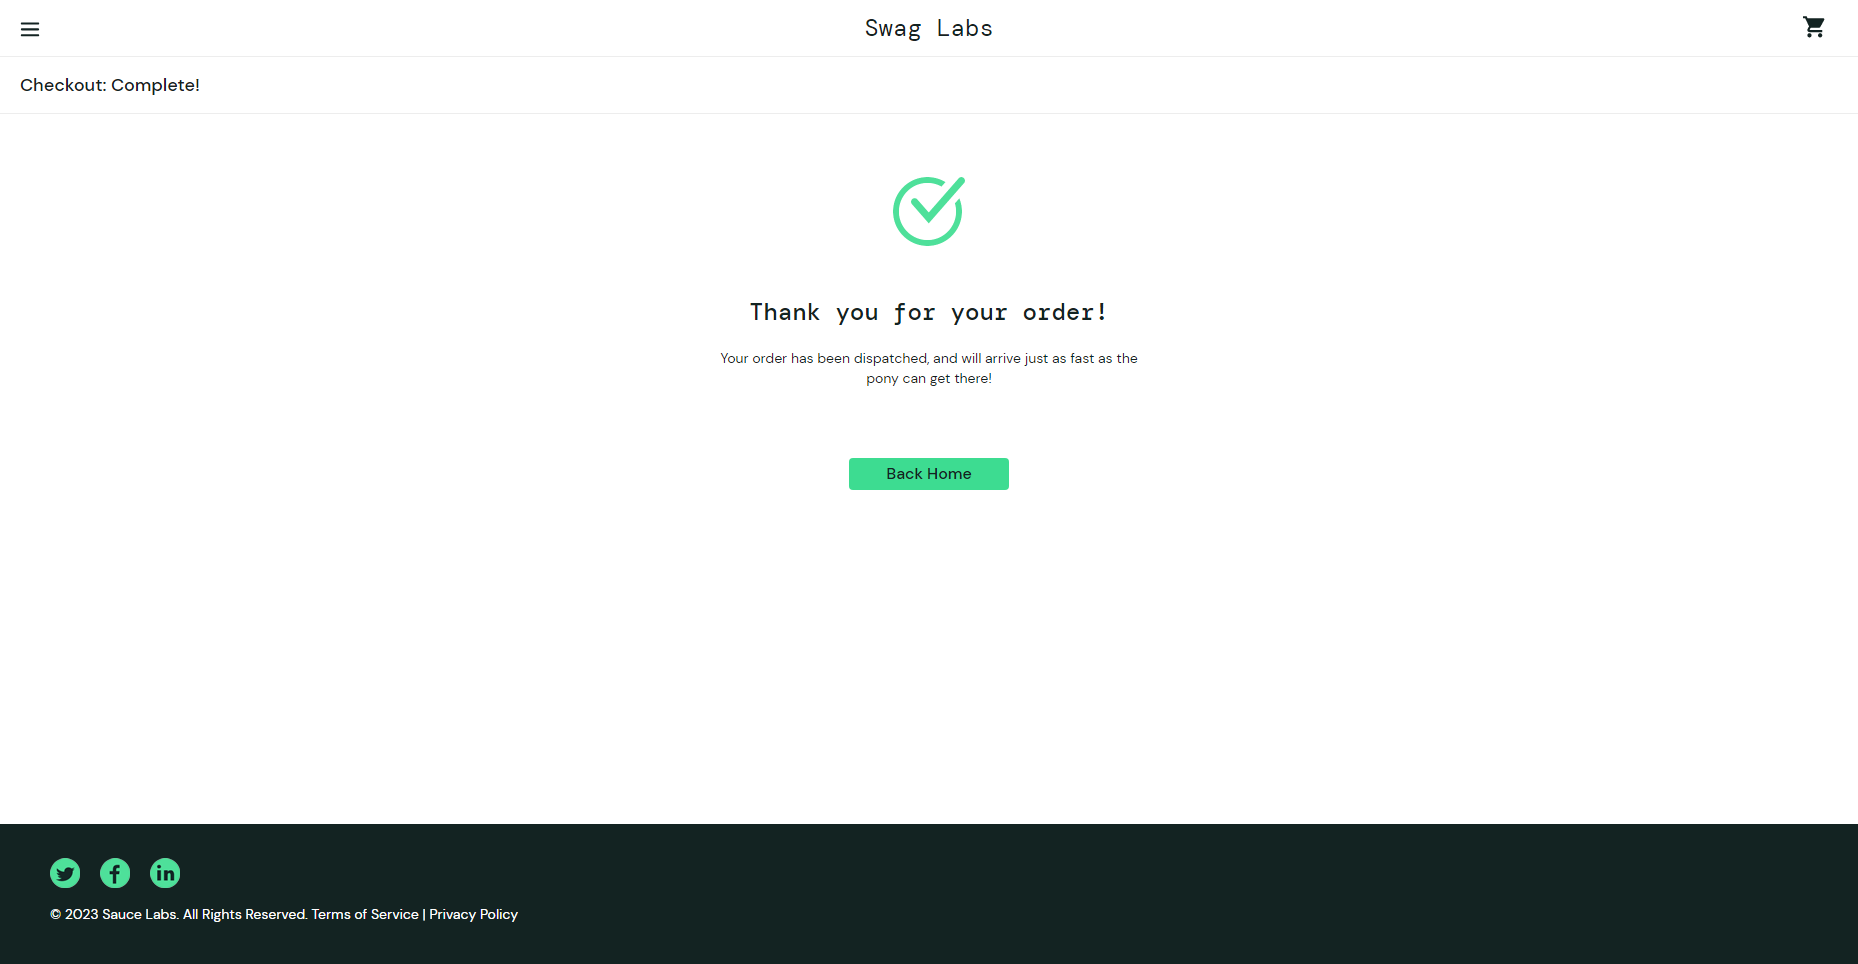 Swag Labs
Checkout: Complete!
Thank you for your order!
Your order has been dispatched, and will arrive just as fast as the
pony can get there!
Back Home
© 2023 Sauce Labs. All Rights Reserved. Terms of Service | Privacy Policy